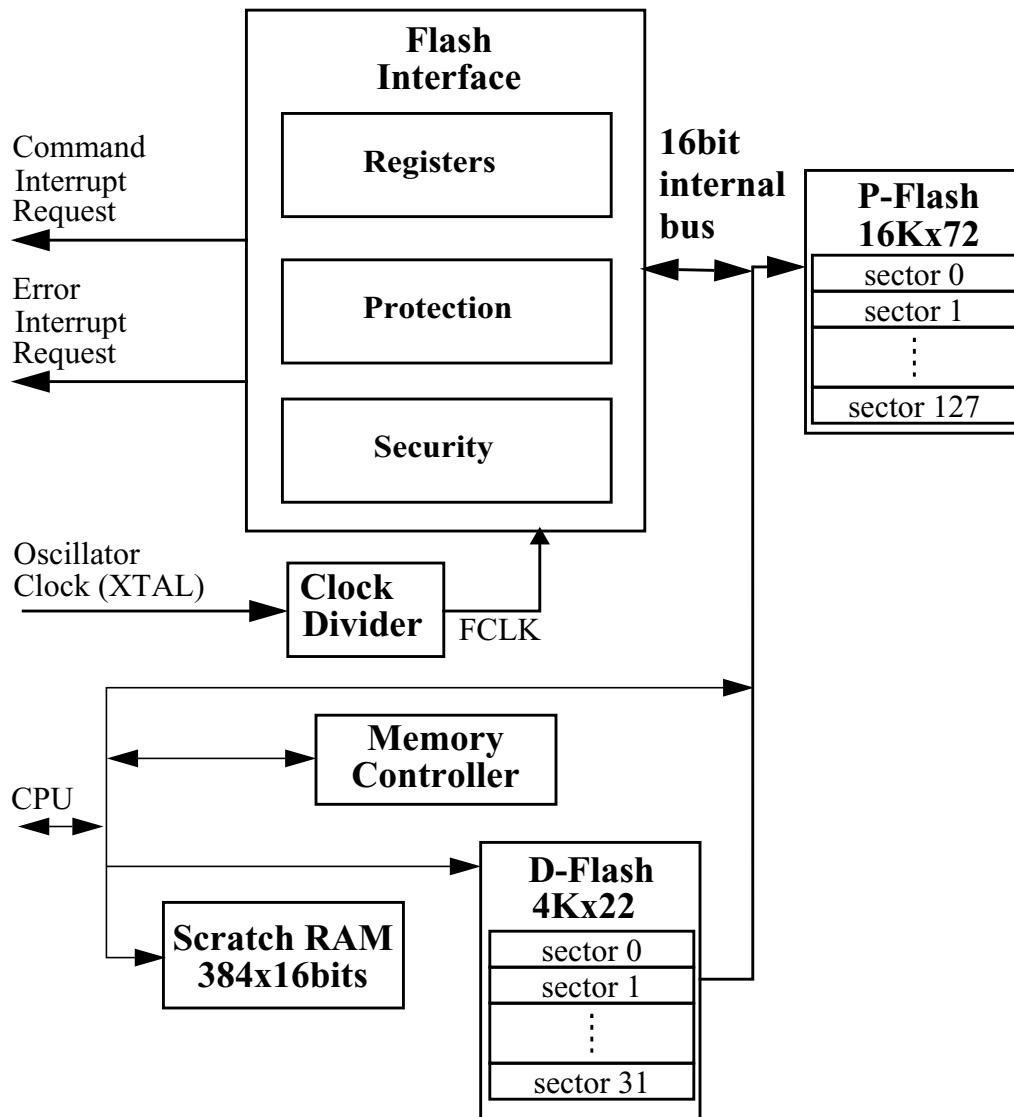 Flash
Interface
Registers
Protection
Security
Command
Interrupt
Request
Error
Interrupt
Request
16bit
internal
bus
P-Flash
16Kx72
sector 0
sector 1
sector 127
Oscillator
Clock (XTAL)
Clock
Divider
FCLK
Memory
Controller
CPU
D-Flash
4Kx22
sector 0
sector 1
sector 31
Scratch RAM
384x16bits